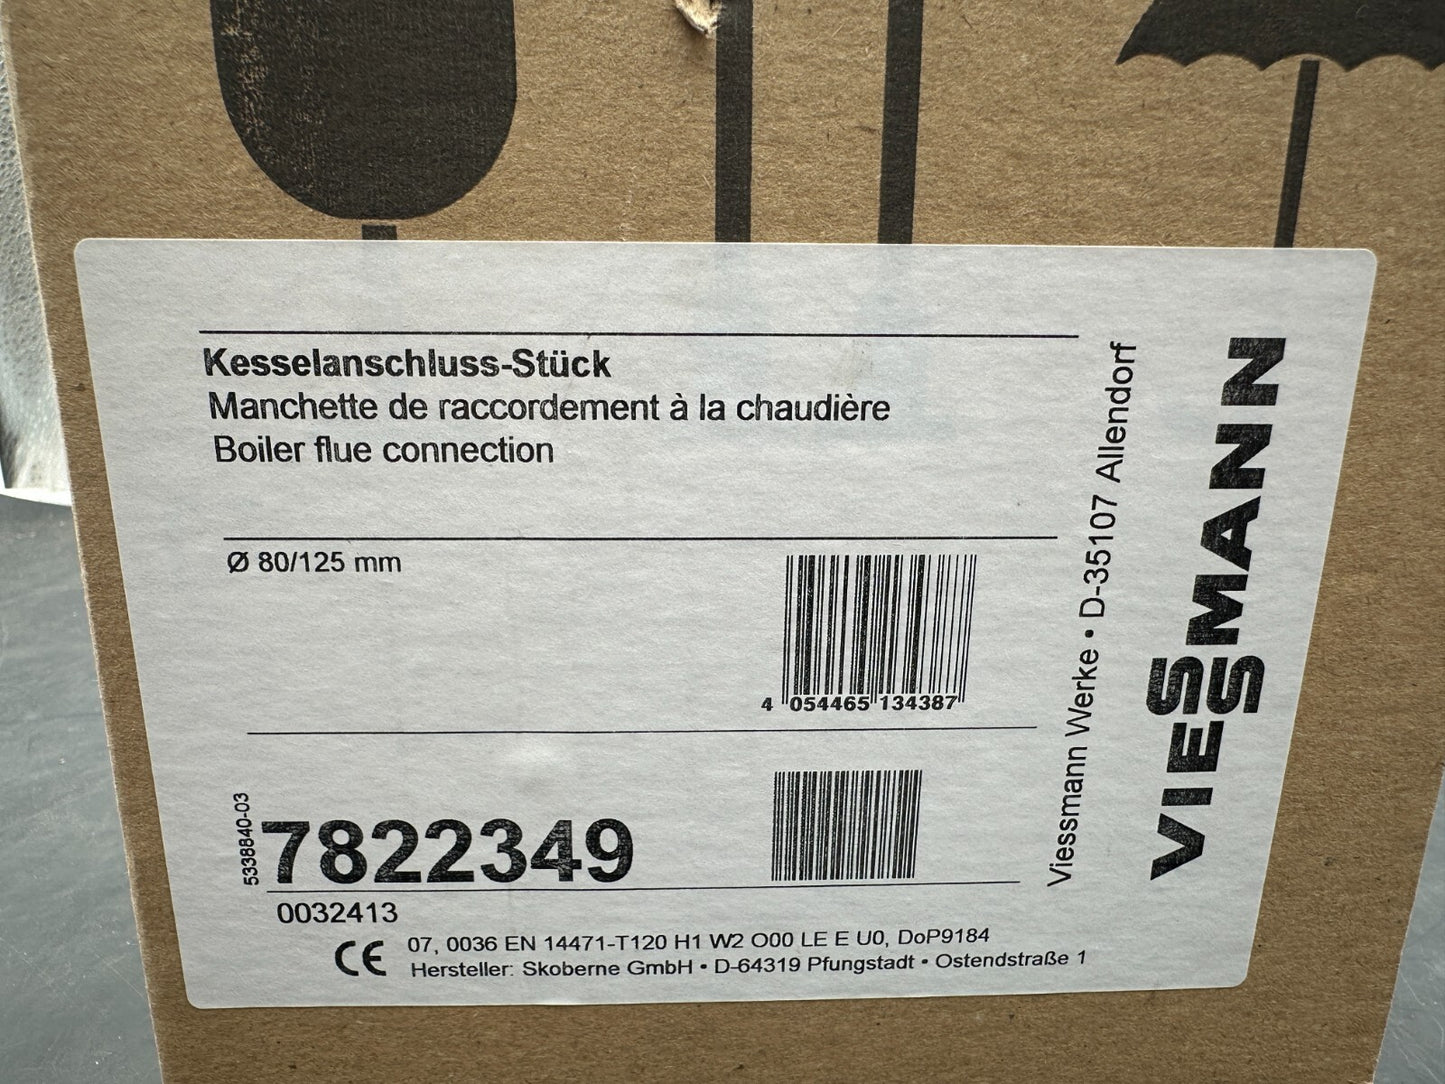 Kesselanschluss-Stück
Manchette de raccordement à la chaudière
Boiler flue connection
Ø 80/125 mm
4 054465 134387
5338840-03
7822349
0032413
CE 07, 0036 EN 14471-T120 H1 W2 O00 LE E U0, DoP9184
Hersteller: Skoberne GmbH • D-64319 Pfungstadt • Ostendstraße 1
Viessmann Werke • D-35107 Allendorf
VIESSMANN